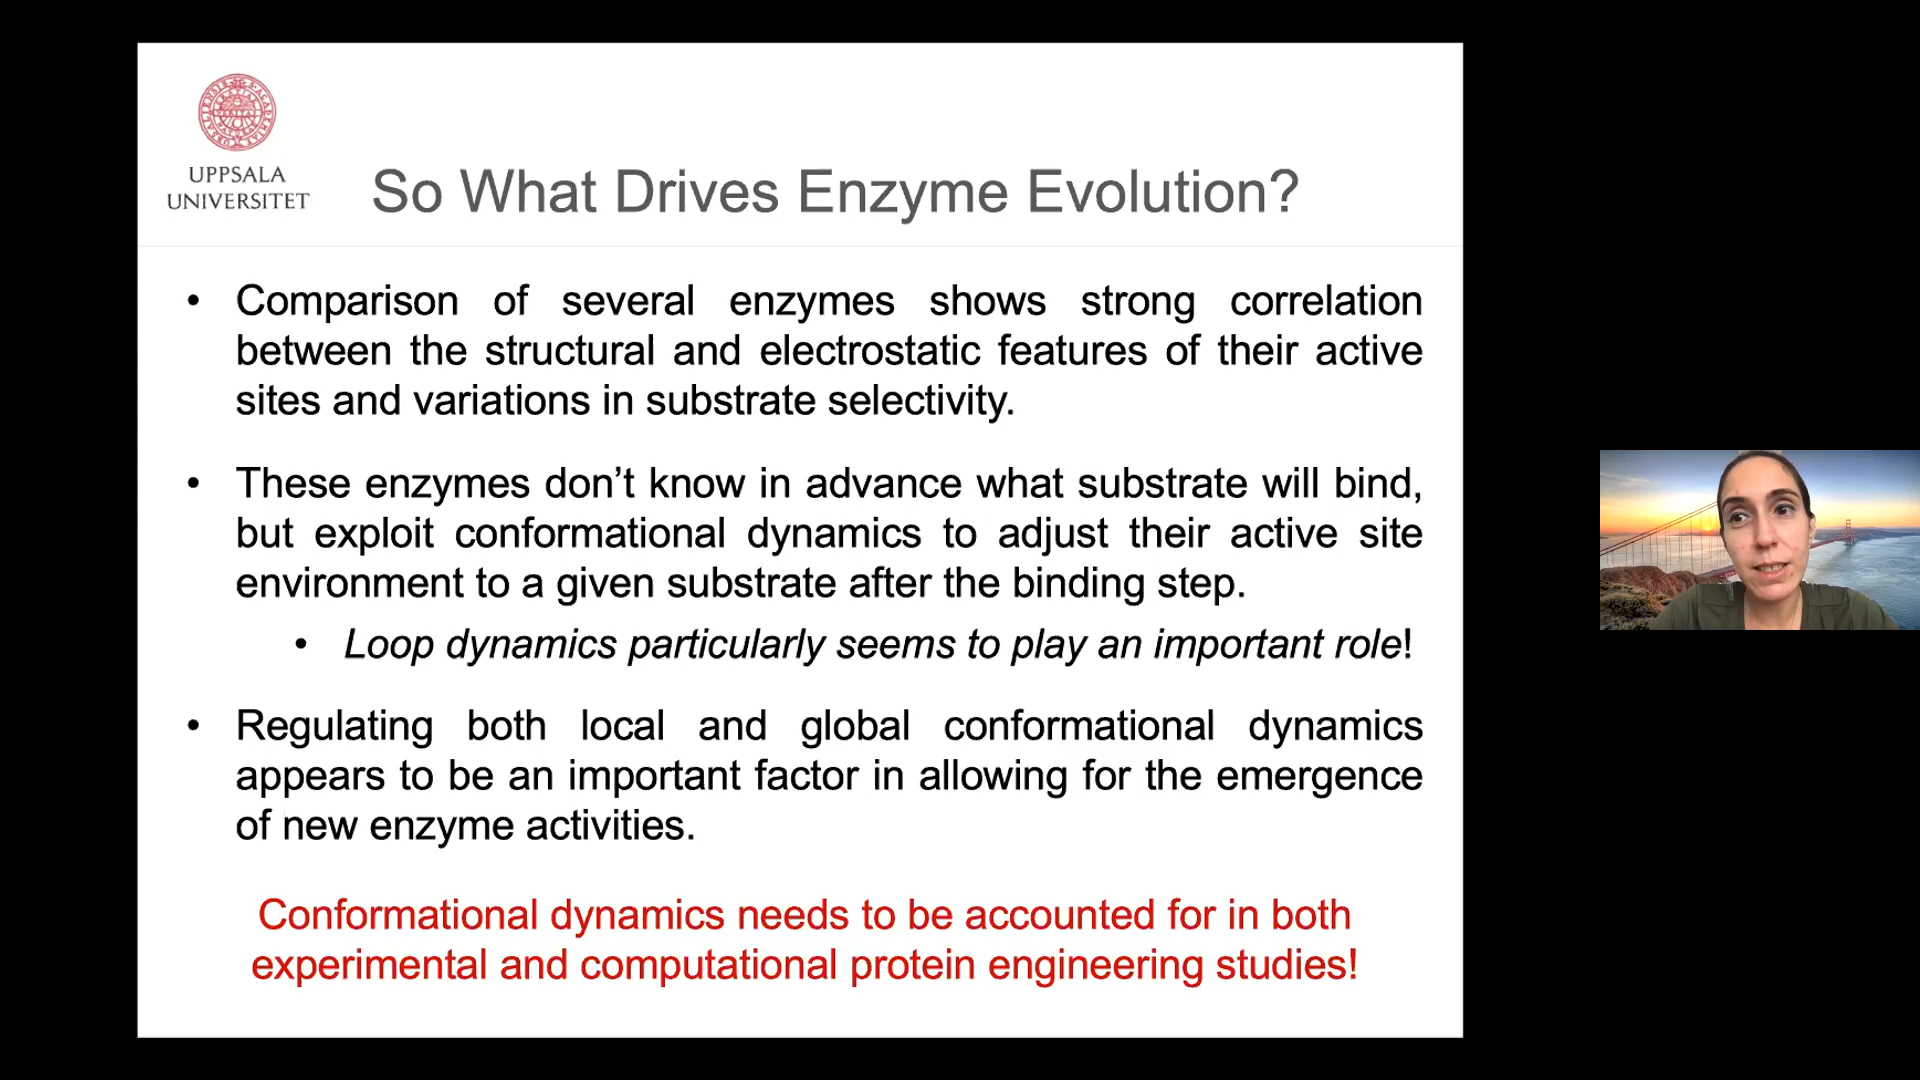 UPPSALA
UNIVERSITET
So What Drives Enzyme Evolution?
• Comparison of several enzymes shows strong correlation
between the structural and electrostatic features of their active
sites and variations in substrate selectivity.
• These enzymes don’t know in advance what substrate will bind,
but exploit conformational dynamics to adjust their active site
environment to a given substrate after the binding step.
• Loop dynamics particularly seems to play an important role!
• Regulating both local and global conformational dynamics
appears to be an important factor in allowing for the emergence
of new enzyme activities.
Conformational dynamics needs to be accounted for in both
experimental and computational protein engineering studies!